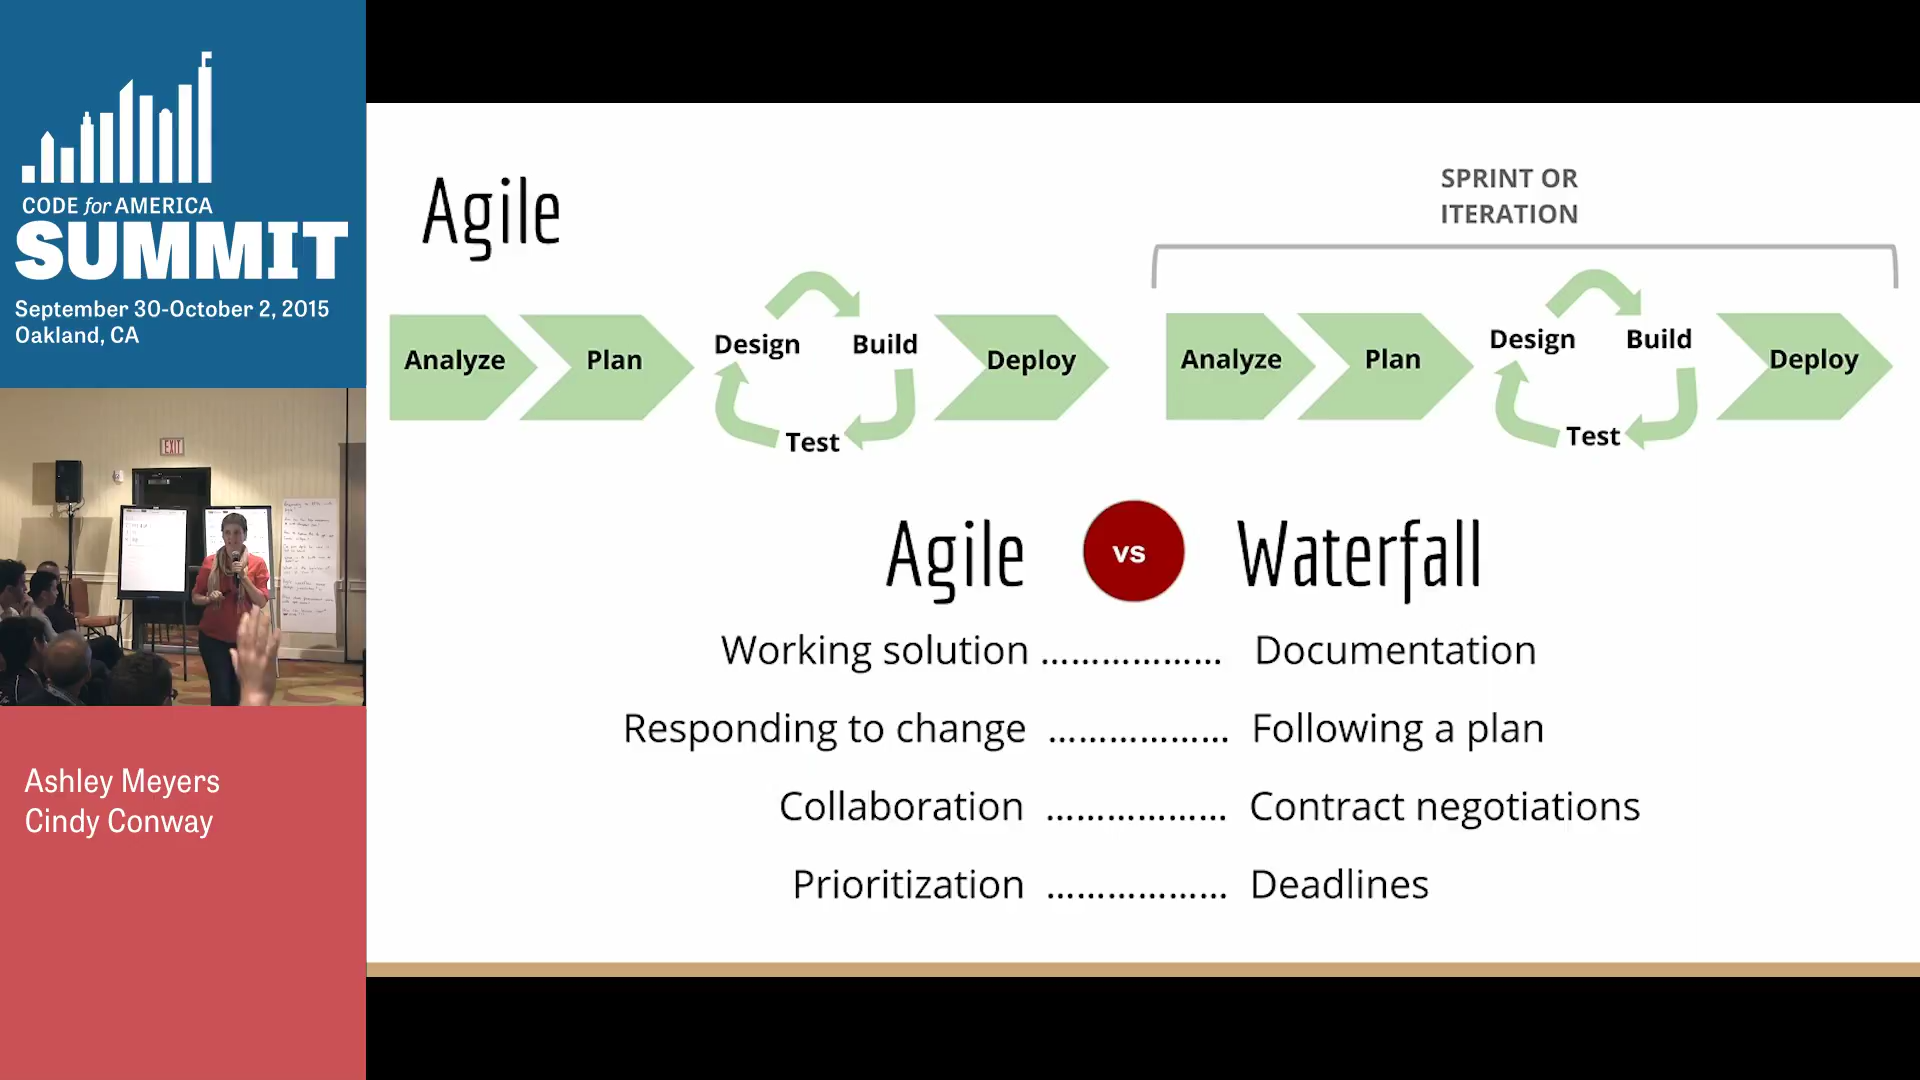 CODE for AMERICA
SUMMIT
September 30-October 2, 2015
Oakland, CA
EXIT
Ashley Meyers
Cindy Conway
Agile
SPRINT OR
ITERATION
Analyze
Plan
Design
Build
Test
Deploy
Analyze
Plan
Design
Build
Test
Deploy
Agile vs Waterfall
Working solution .................. Documentation
Responding to change .................. Following a plan
Collaboration .................. Contract negotiations
Prioritization .................. Deadlines